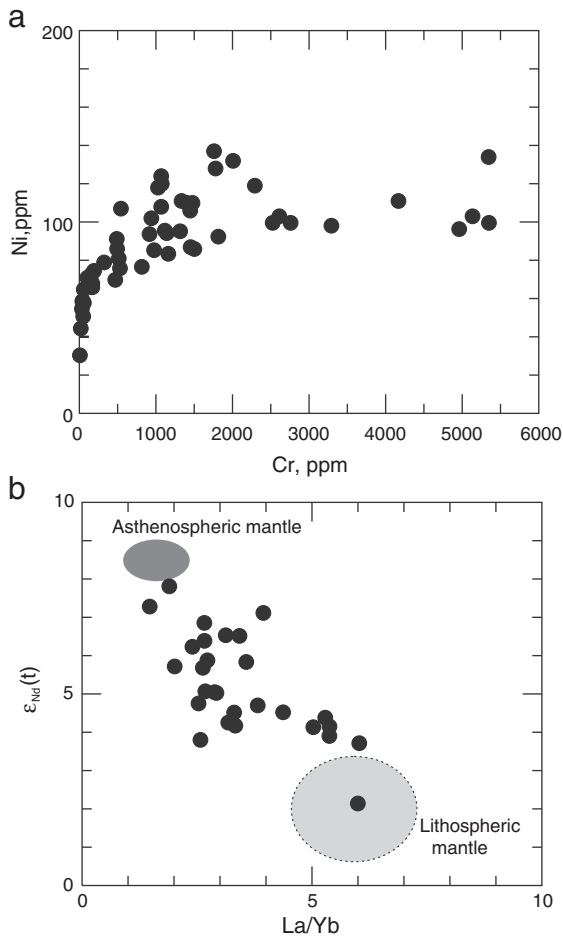 a
200
100
0
Ni,ppm
0 1000 2000 3000 4000 5000 6000
Cr, ppm
b
10
5
0
εNd(t)
Asthenospheric mantle
Lithospheric
mantle
0 5 10
La/Yb